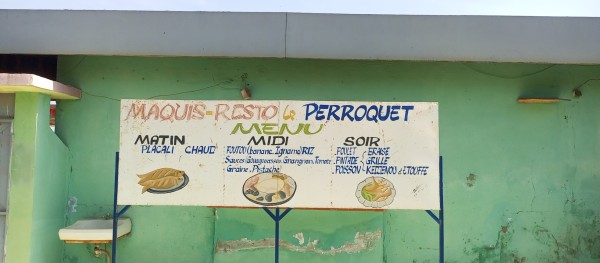 MAQUIS-RESTO le PERROQUET
MENU
MATIN
PLACALI CHAUD
MIDI
FOUTOU (banane, Igname) RIZ
Graine, Pistache
SOIR
POULET - BRAISE
PINTADE - GRILLE
POISSON - KEDJENOU & ETOUFFE